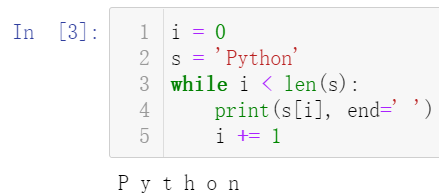 In [3]:
1 i = 0
2 s = 'Python'
3 while i < len(s):
4     print(s[i], end=' ')
5     i += 1
P y t h o n